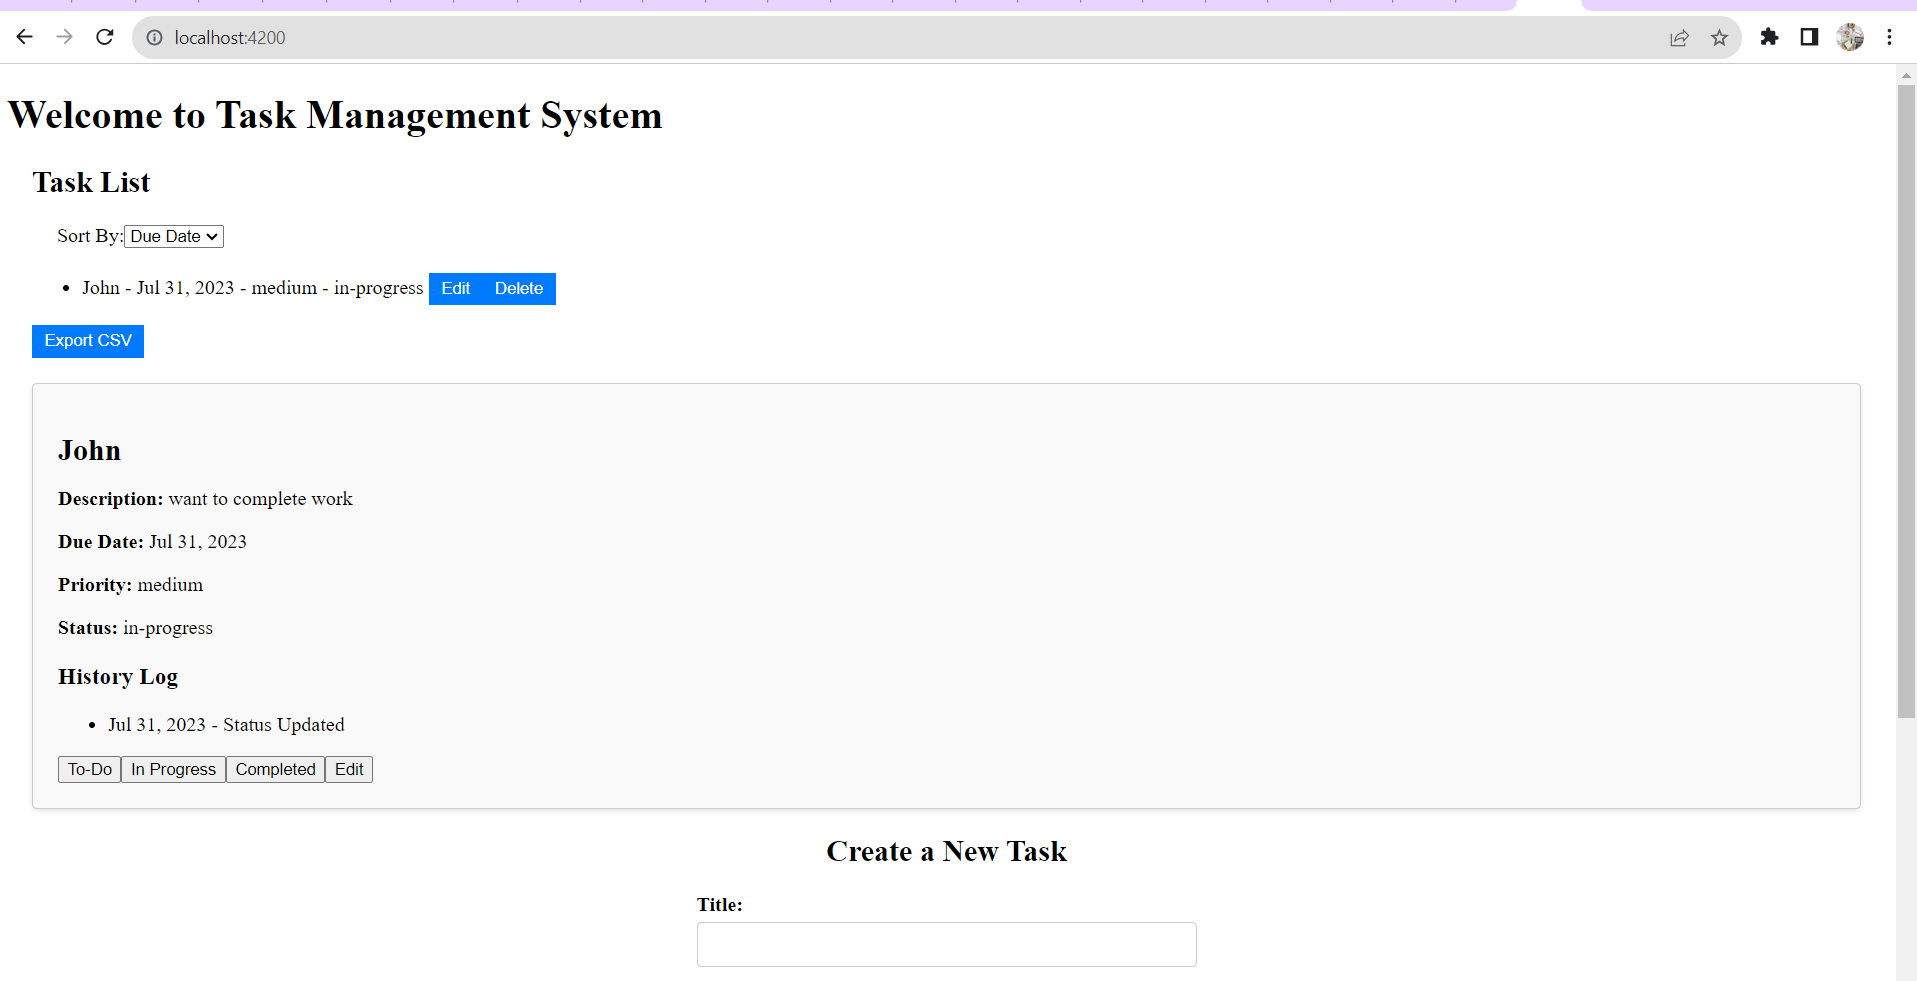 localhost:4200
Welcome to Task Management System
Task List
Sort By: Due Date
John - Jul 31, 2023 - medium - in-progress Edit Delete
Export CSV
John
Description: want to complete work
Due Date: Jul 31, 2023
Priority: medium
Status: in-progress
History Log
Jul 31, 2023 - Status Updated
To-Do In Progress Completed Edit
Create a New Task
Title: